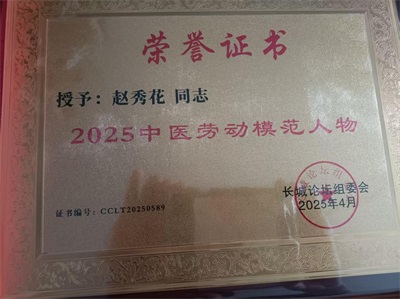 荣誉证书
授予：赵秀花 同志
2025中医劳动模范人物
长城论坛组委会
2025年4月
证书编号：CCLT20250589